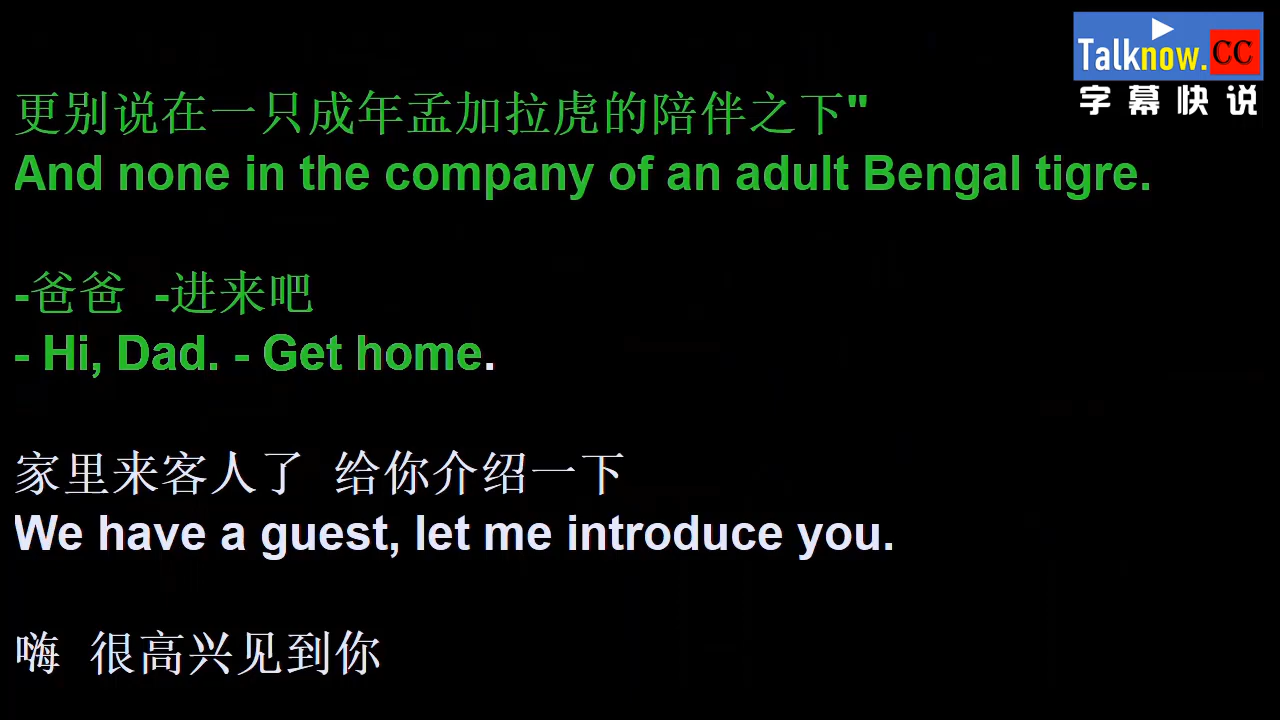 Talknow.CC
字幕快说
更别说在一只成年孟加拉虎的陪伴之下"
And none in the company of an adult Bengal tigre.
-爸爸 -进来吧
- Hi, Dad. - Get home.
家里来客人了 给你介绍一下
We have a guest, let me introduce you.
嗨 很高兴见到你